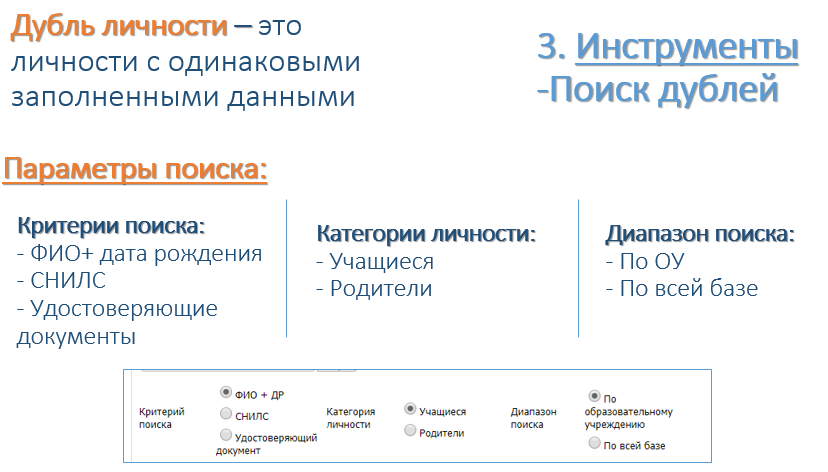 Дубль личности – это
личности с одинаковыми
заполненными данными
3. Инструменты
-Поиск дублей
Параметры поиска:
Критерии поиска:
- ФИО+ дата рождения
- СНИЛС
- Удостоверяющие
документы
Категории личности:
- Учащиеся
- Родители
Диапазон поиска:
- По ОУ
- По всей базе
Критерий
поиска
ФИО + ДР
СНИЛС
Удостоверяющий
документ
Категория
личности
Учащиеся
Родители
Диапазон
поиска
По
образовательному
учреждению
По всей базе